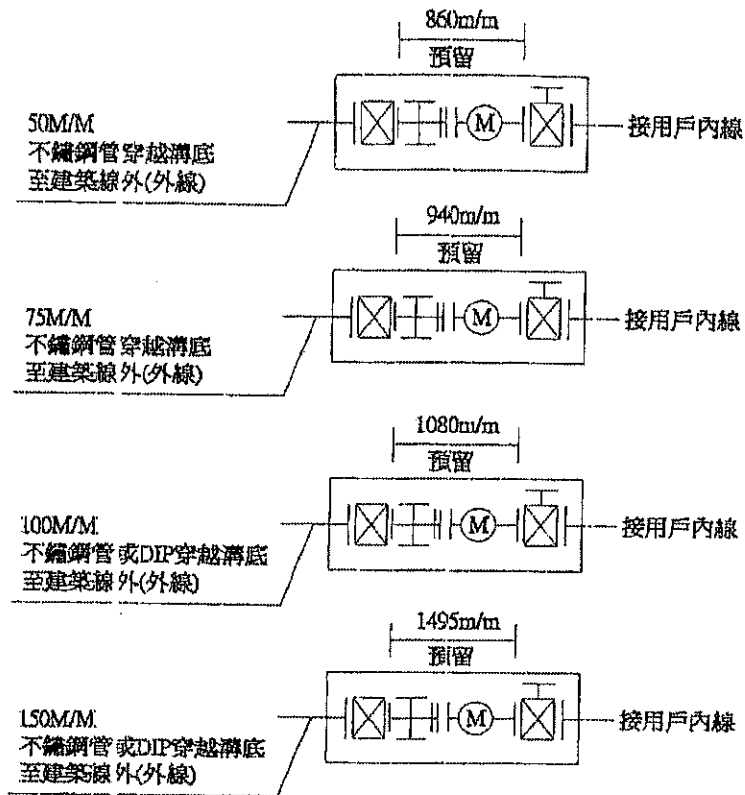 860m/m
預留
50M/M
不鏽鋼管穿越溝底
至建築線外(外線)
M
接用戶內線
940m/m
預留
75M/M
不鏽鋼管穿越溝底
至建築線外(外線)
M
接用戶內線
1080m/m
預留
100M/M
不鏽鋼管或DIP穿越溝底
至建築線外(外線)
M
接用戶內線
1495m/m
預留
150M/M
不鏽鋼管或DIP穿越溝底
至建築線外(外線)
M
接用戶內線